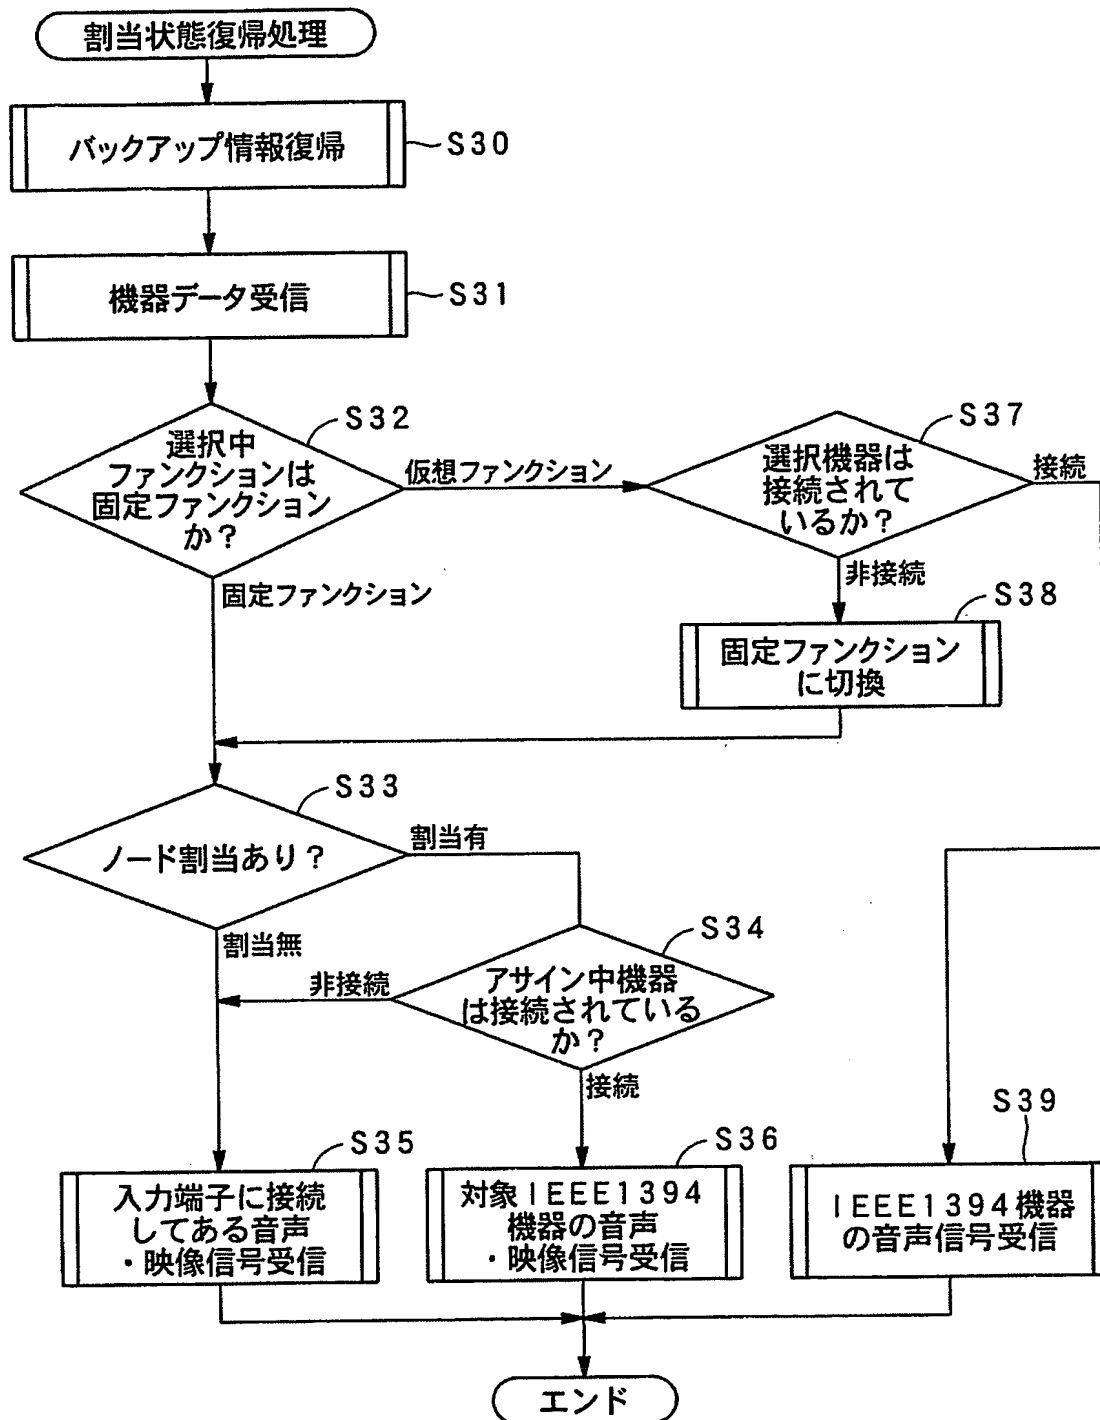 割当状態復帰処理
バックアップ情報復帰
S30
機器データ受信
S31
選択中
ファンクションは
固定ファンクション
か？
S32
仮想ファンクション
固定ファンクション
選択機器は
接続されて
いるか？
S37
接続
非接続
固定ファンクション
に切換
S38
ノード割当あり？
S33
割当有
割当無
アサイン中機器
は接続されている
か？
S34
非接続
接続
入力端子に接続
してある音声
・映像信号受信
S35
対象IEEE1394
機器の音声
・映像信号受信
S36
IEEE1394機器
の音声信号受信
S39
エンド